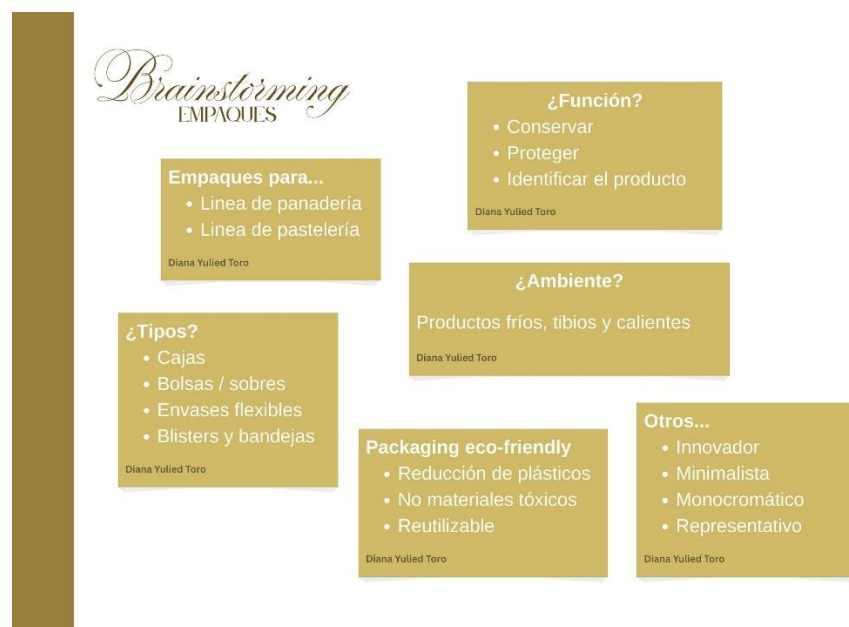 Brainstorming
EMPAQUES
Empaques para...
• Linea de panadería
• Linea de pastelería
Diana Yulied Toro
¿Función?
• Conservar
• Proteger
• Identificar el producto
Diana Yulied Toro
¿Ambiente?
Productos fríos, tibios y calientes
Diana Yulied Toro
¿Tipos?
• Cajas
• Bolsas / sobres
• Envases flexibles
• Blisters y bandejas
Diana Yulied Toro
Packaging eco-friendly
• Reducción de plásticos
• No materiales tóxicos
• Reutilizable
Diana Yulied Toro
Otros...
• Innovador
• Minimalista
• Monocromático
• Representativo
Diana Yulied Toro